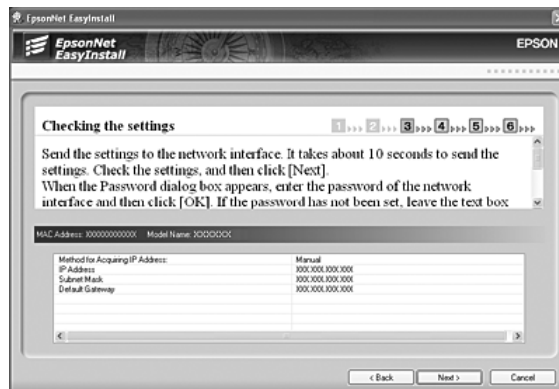 EpsonNet EasyInstall
EpsonNet
EasyInstall
EPSON
Checking the settings
1 >>> 2 >>> 3 >>> 4 >>> 5 >>> 6 >>>
Send the settings to the network interface. It takes about 10 seconds to send the
settings. Check the settings, and then click [Next].
When the Password dialog box appears, enter the password of the network
interface and then click [OK]. If the password has not been set, leave the text box
MAC Address: XXXXXXXXXXXX Model Name: XXXXXXX
Method for Acquiring IP Address: Manual
IP Address XXX.XXX.XXX.XXX
Subnet Mask XXX.XXX.XXX.XXX
Default Gateway XXX.XXX.XXX.XXX
< Back Next > Cancel